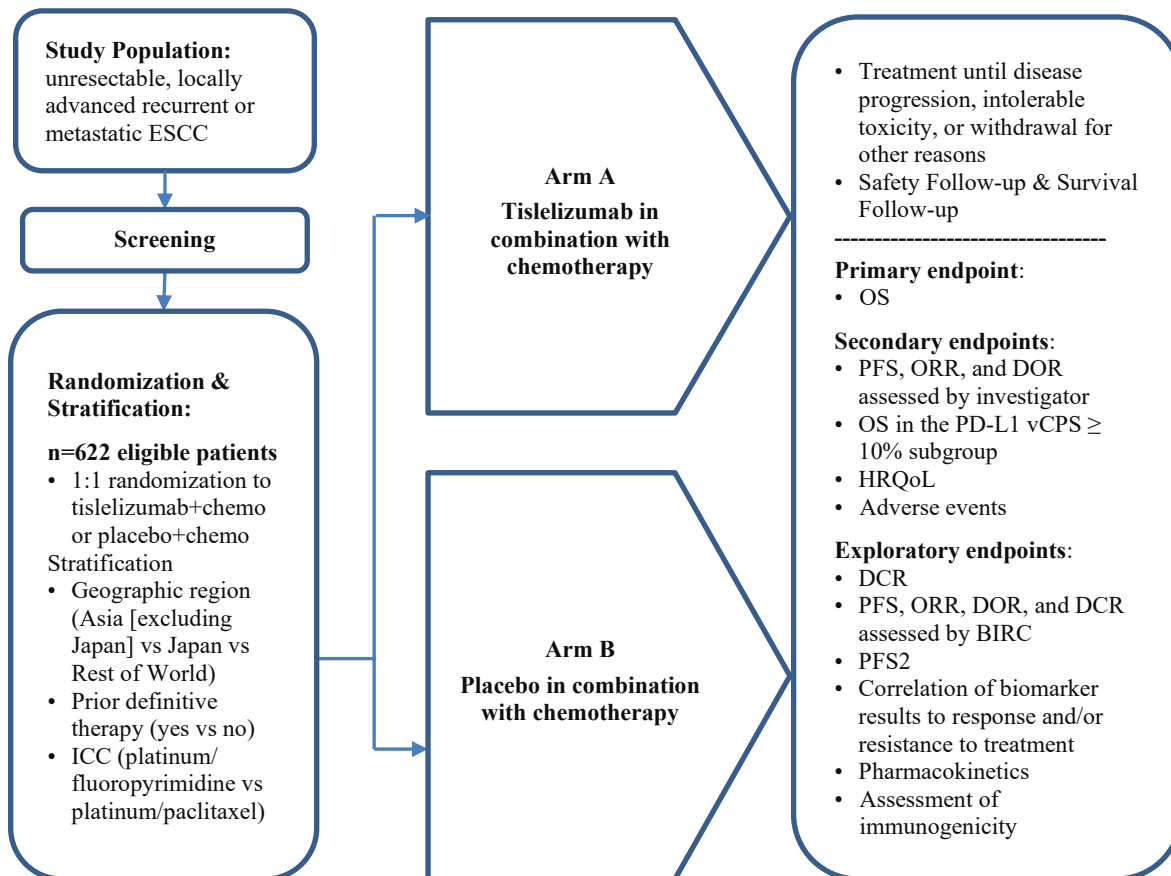 Study Population:
unresectable, locally
advanced recurrent or
metastatic ESCC
Screening
Randomization &
Stratification:
n=622 eligible patients
• 1:1 randomization to
tislelizumab+chemo
or placebo+chemo
Stratification
• Geographic region
(Asia [excluding
Japan] vs Japan vs
Rest of World)
• Prior definitive
therapy (yes vs no)
• ICC (platinum/
fluoropyrimidine vs
platinum/paclitaxel)
Arm A
Tislelizumab in
combination with
chemotherapy
Arm B
Placebo in combination
with chemotherapy
• Treatment until disease
progression, intolerable
toxicity, or withdrawal for
other reasons
• Safety Follow-up & Survival
Follow-up
----------------------------------
Primary endpoint:
• OS
Secondary endpoints:
• PFS, ORR, and DOR
assessed by investigator
• OS in the PD-L1 vCPS ≥
10% subgroup
• HRQoL
• Adverse events
Exploratory endpoints:
• DCR
• PFS, ORR, DOR, and DCR
assessed by BIRC
• PFS2
• Correlation of biomarker
results to response and/or
resistance to treatment
• Pharmacokinetics
• Assessment of
immunogenicity